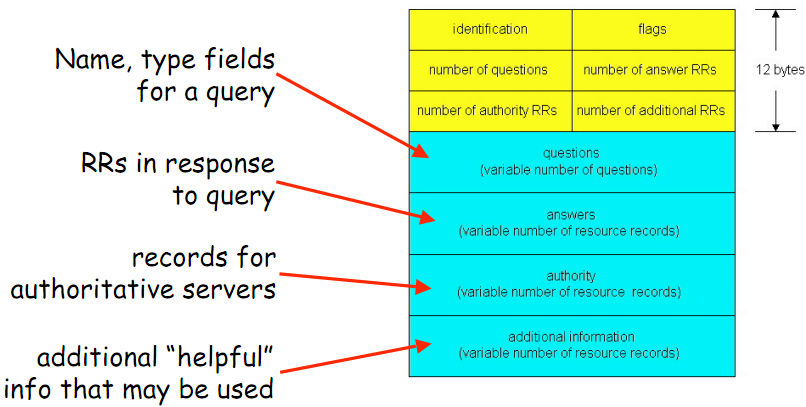 Name, type fields
for a query
RRs in response
to query
records for
authoritative servers
additional “helpful”
info that may be used
identification
flags
number of questions
number of answer RRs
number of authority RRs
number of additional RRs
12 bytes
questions
(variable number of questions)
answers
(variable number of resource records)
authority
(variable number of resource records)
additional information
(variable number of resource records)